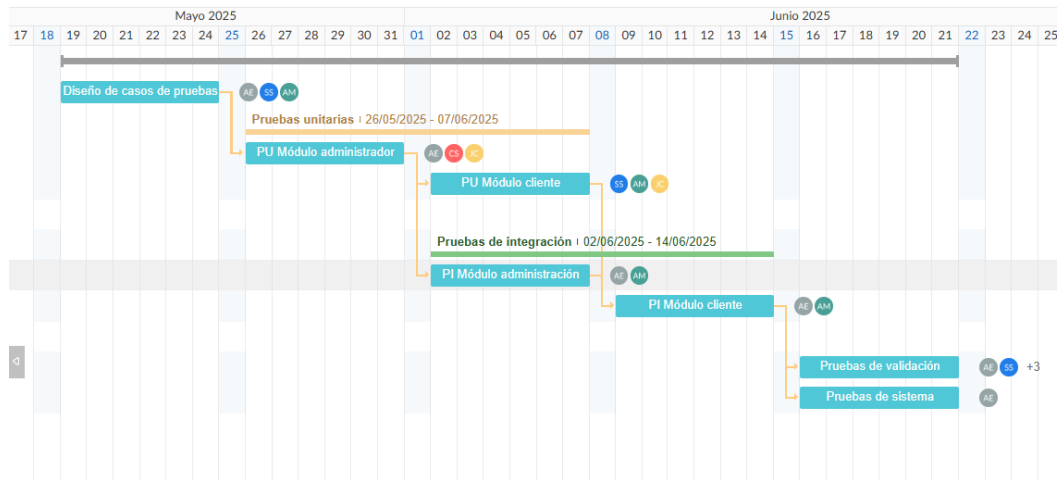 Mayo 2025 Junio 2025
17 18 19 20 21 22 23 24 25 26 27 28 29 30 31 01 02 03 04 05 06 07 08 09 10 11 12 13 14 15 16 17 18 19 20 21 22 23 24 25
Diseño de casos de pruebas AE SS AM
Pruebas unitarias 26/05/2025 - 07/06/2025
PU Módulo administrador AE CS JC
PU Módulo cliente SS AM JC
Pruebas de integración 02/06/2025 - 14/06/2025
PI Módulo administración AE AM
PI Módulo cliente AE AM
Pruebas de validación AE SS +3
Pruebas de sistema AE